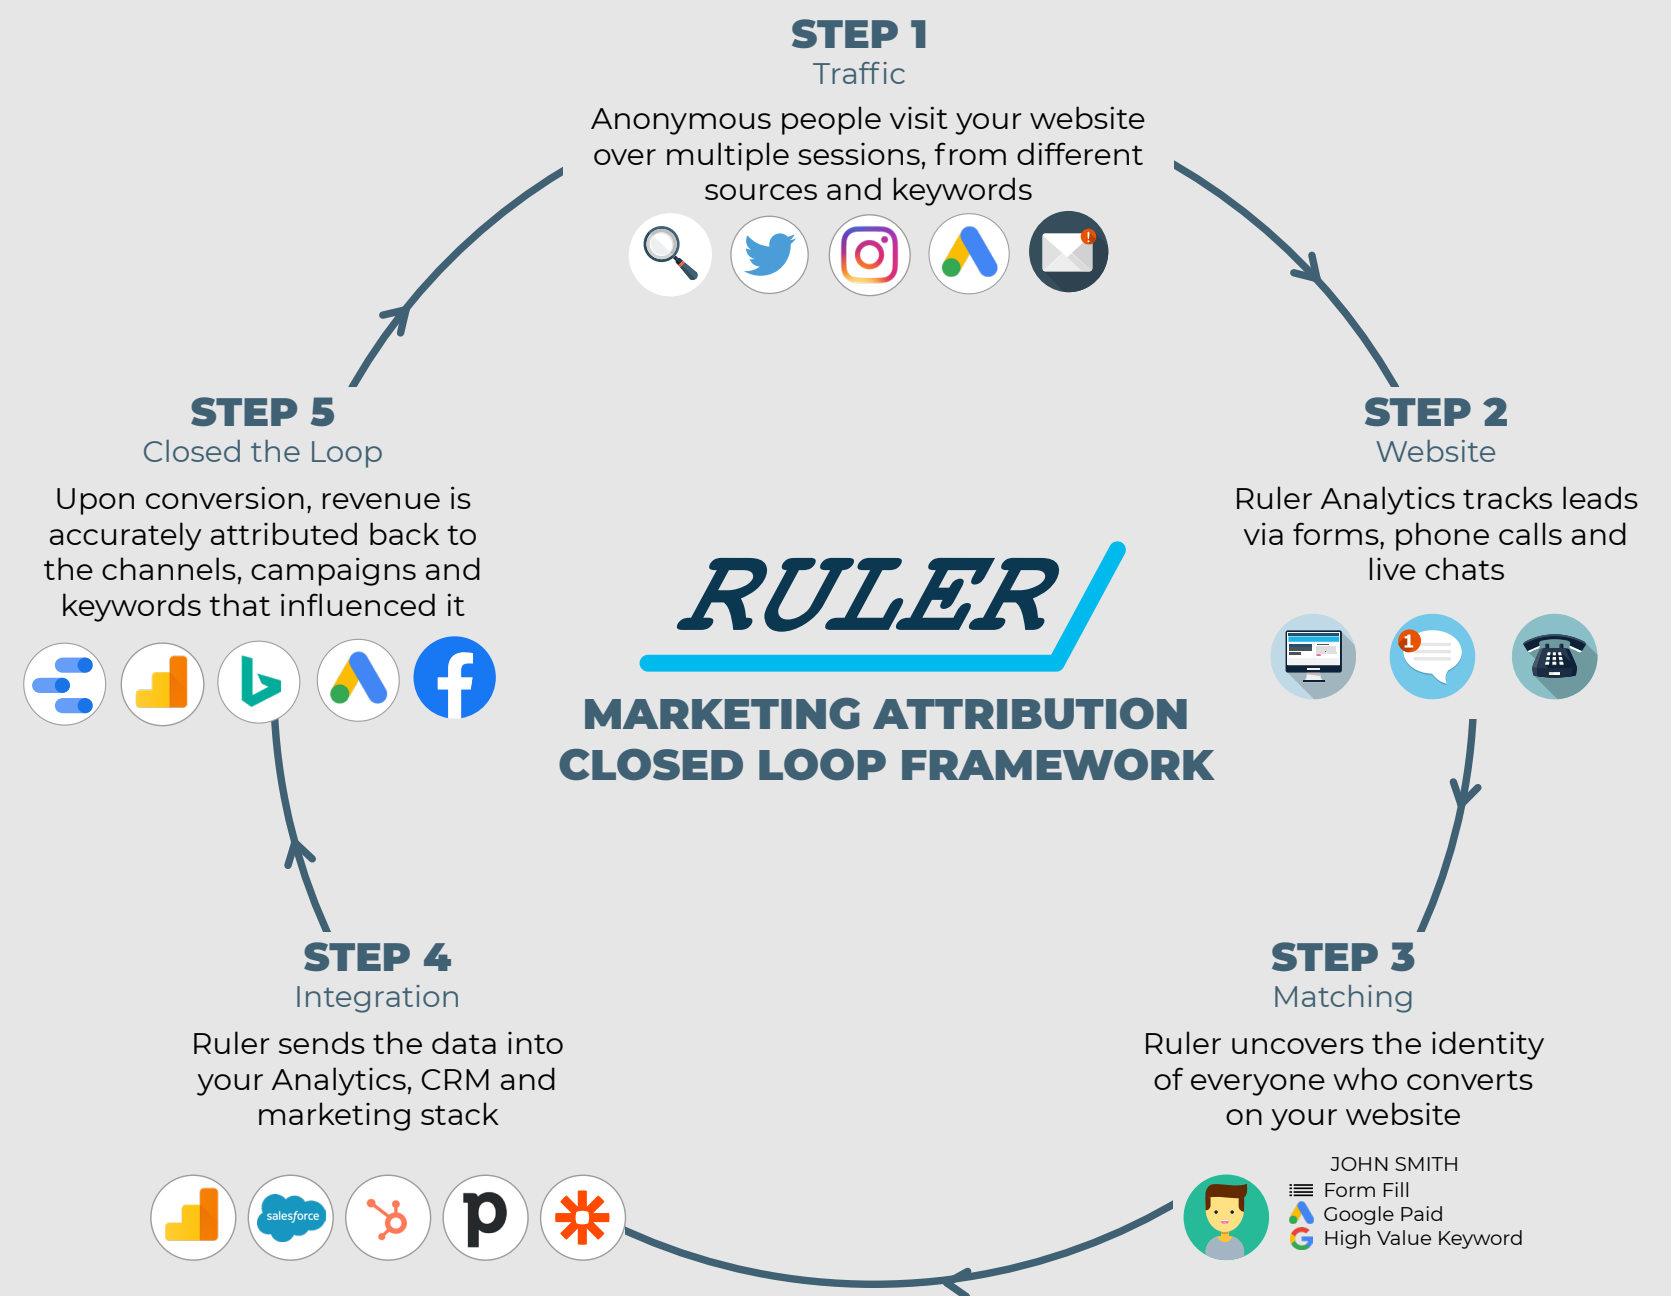 STEP 1
Traffic
Anonymous people visit your website
over multiple sessions, from different
sources and keywords
STEP 2
Website
Ruler Analytics tracks leads
via forms, phone calls and
live chats
1
STEP 3
Matching
Ruler uncovers the identity
of everyone who converts
on your website
JOHN SMITH
Form Fill
Google Paid
High Value Keyword
STEP 4
Integration
Ruler sends the data into
your Analytics, CRM and
marketing stack
salesforce
STEP 5
Closed the Loop
Upon conversion, revenue is
accurately attributed back to
the channels, campaigns and
keywords that influenced it
RULER
MARKETING ATTRIBUTION
CLOSED LOOP FRAMEWORK